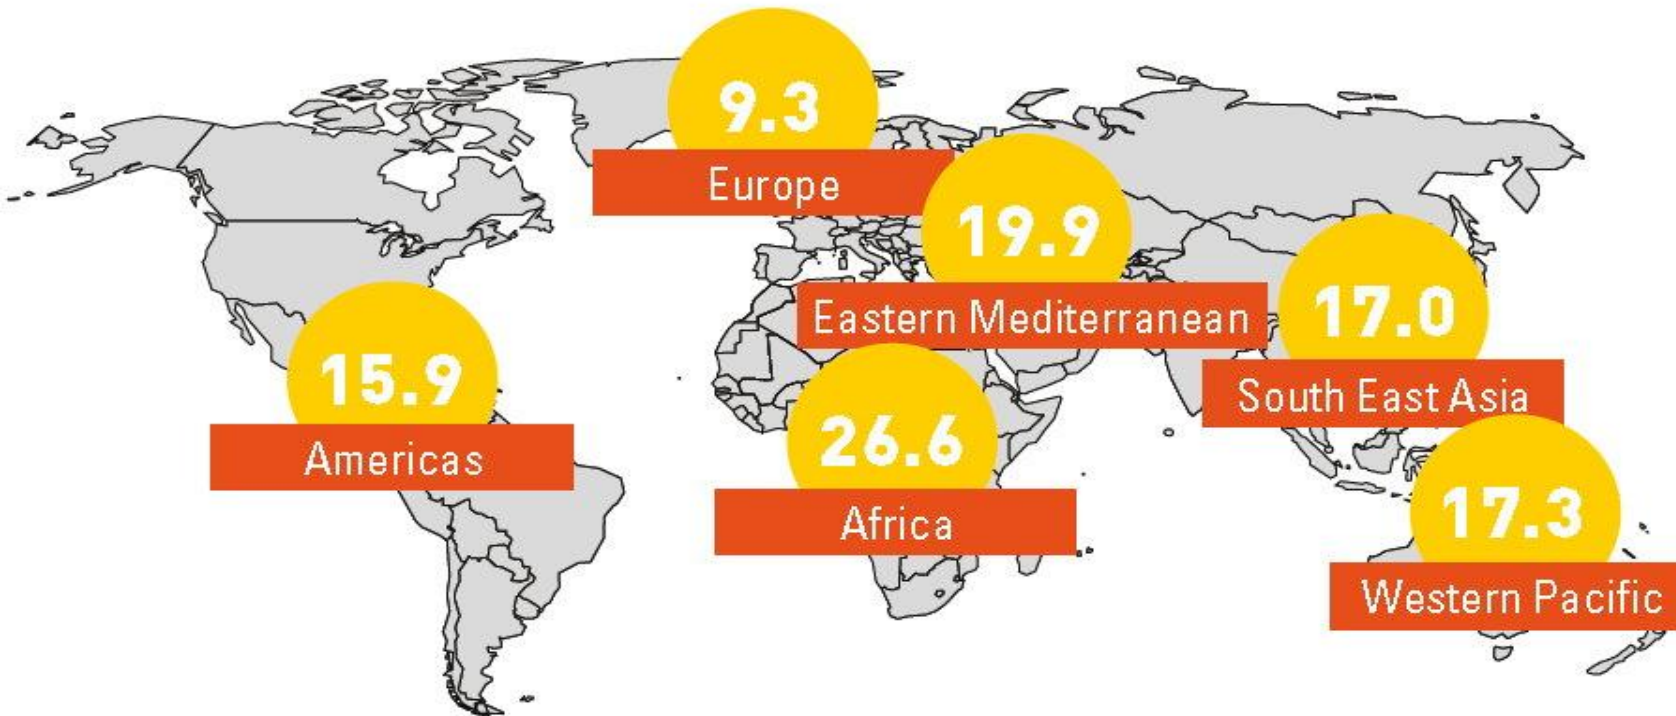 9.3
Europe
19.9
Eastern Mediterranean
17.0
South East Asia
15.9
Americas
26.6
Africa
17.3
Western Pacific